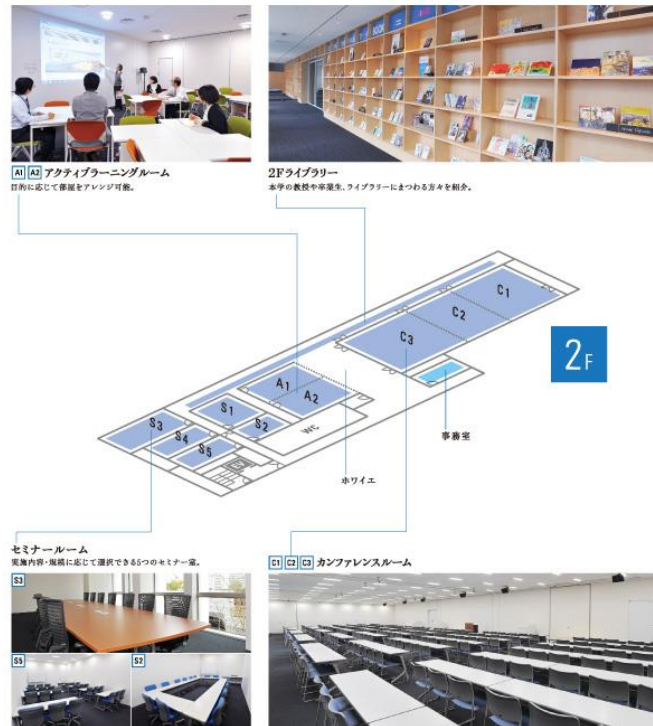 A1 A2 アクティブラーニングルーム
目的に応じて部屋をアレンジ可能。
2Fライブラリー
本学の教授や卒業生、ライブラリーにまつわる方々を紹介。
C1
C2
C3
2F
A1
A2
S1
S2
S3
S4
S5
WC
事務室
ホワイエ
セミナールーム
実施内容・規模に応じて選択できる5つのセミナー室。
C1 C2 C3 カンファレンスルーム
S3
S5
S2